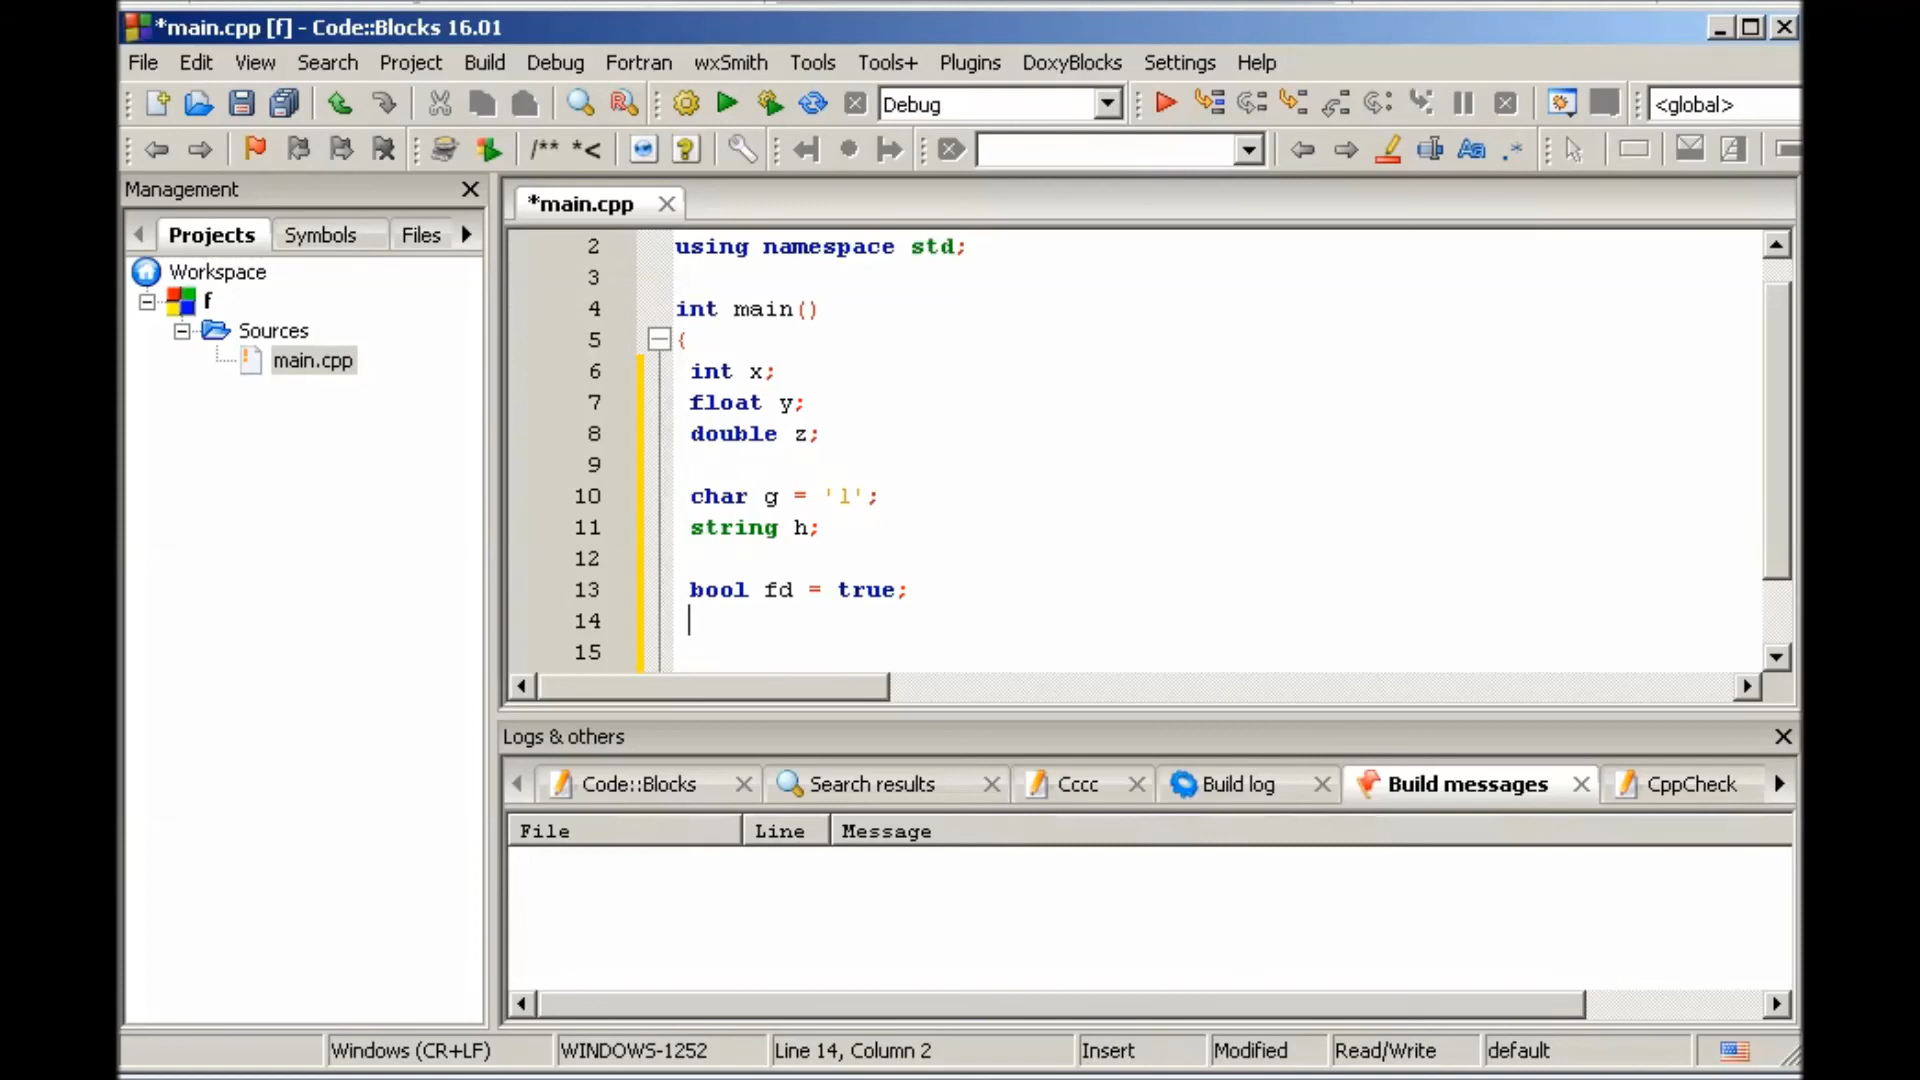 *main.cpp [f] - Code::Blocks 16.01
File Edit View Search Project Build Debug Fortran wxSmith Tools Tools+ Plugins DoxyBlocks Settings Help
Debug <global>
/** *<
Management
Projects Symbols Files
Workspace
f
Sources
main.cpp
*main.cpp
2 using namespace std;
3
4 int main()
5 {
6 int x;
7 float y;
8 double z;
9
10 char g = 'l';
11 string h;
12
13 bool fd = true;
14
15
Logs & others
Code::Blocks Search results Cccc Build log Build messages CppCheck
File Line Message
Windows (CR+LF) WINDOWS-1252 Line 14, Column 2 Insert Modified Read/Write default